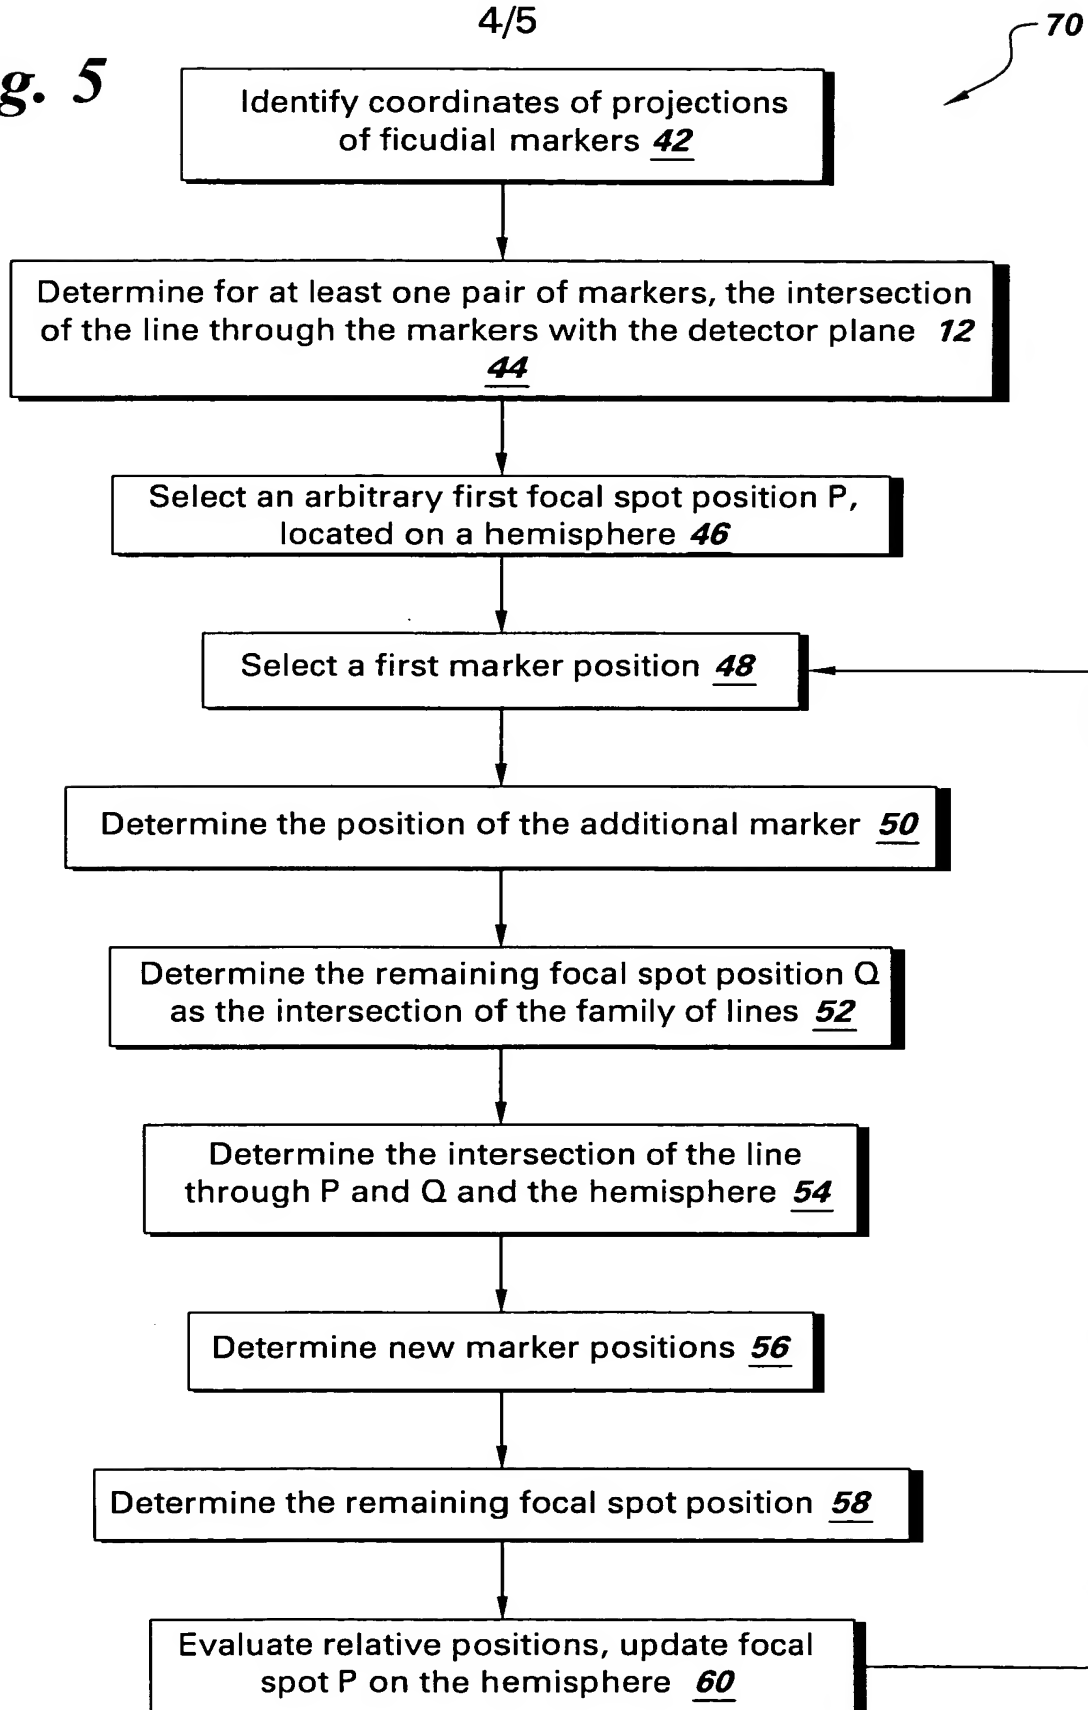 4/5
70
g. 5
Identify coordinates of projections
of ficudial markers 42
Determine for at least one pair of markers, the intersection
of the line through the markers with the detector plane 12
44
Select an arbitrary first focal spot position P,
located on a hemisphere 46
Select a first marker position 48
Determine the position of the additional marker 50
Determine the remaining focal spot position Q
as the intersection of the family of lines 52
Determine the intersection of the line
through P and Q and the hemisphere 54
Determine new marker positions 56
Determine the remaining focal spot position 58
Evaluate relative positions, update focal
spot P on the hemisphere 60